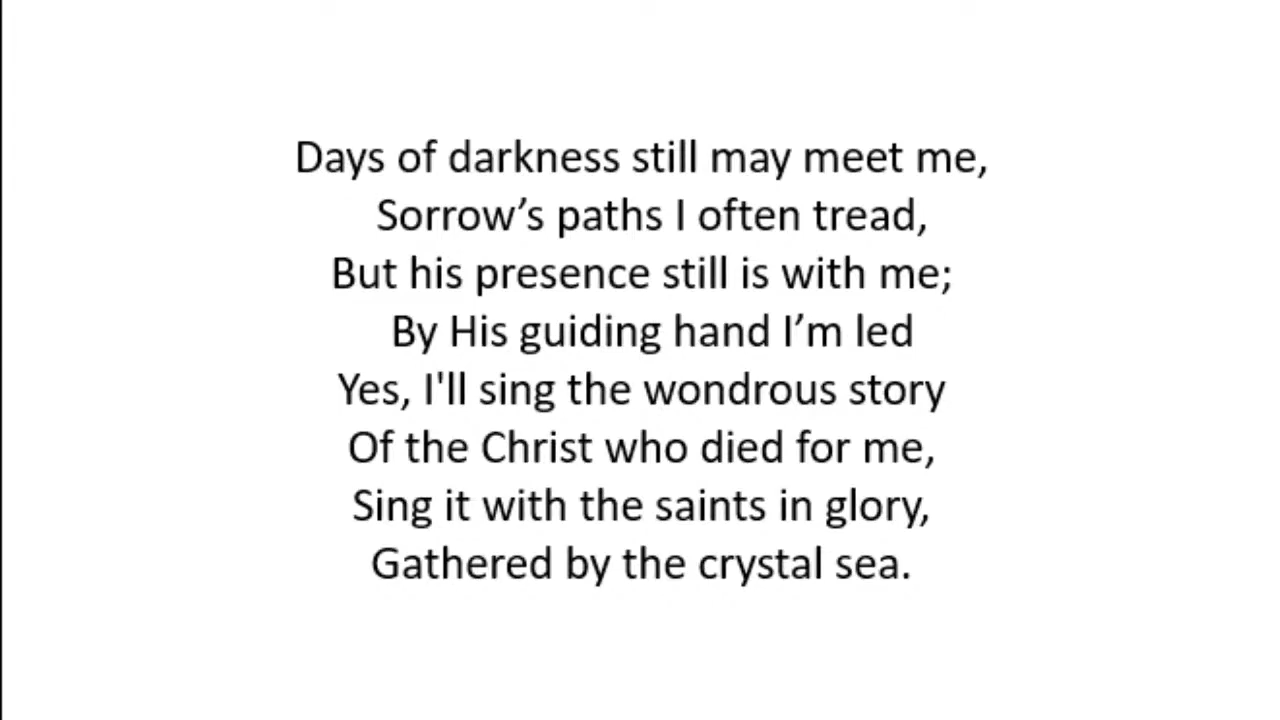 Days of darkness still may meet me,
Sorrow’s paths I often tread,
But his presence still is with me;
By His guiding hand I’m led
Yes, I'll sing the wondrous story
Of the Christ who died for me,
Sing it with the saints in glory,
Gathered by the crystal sea.